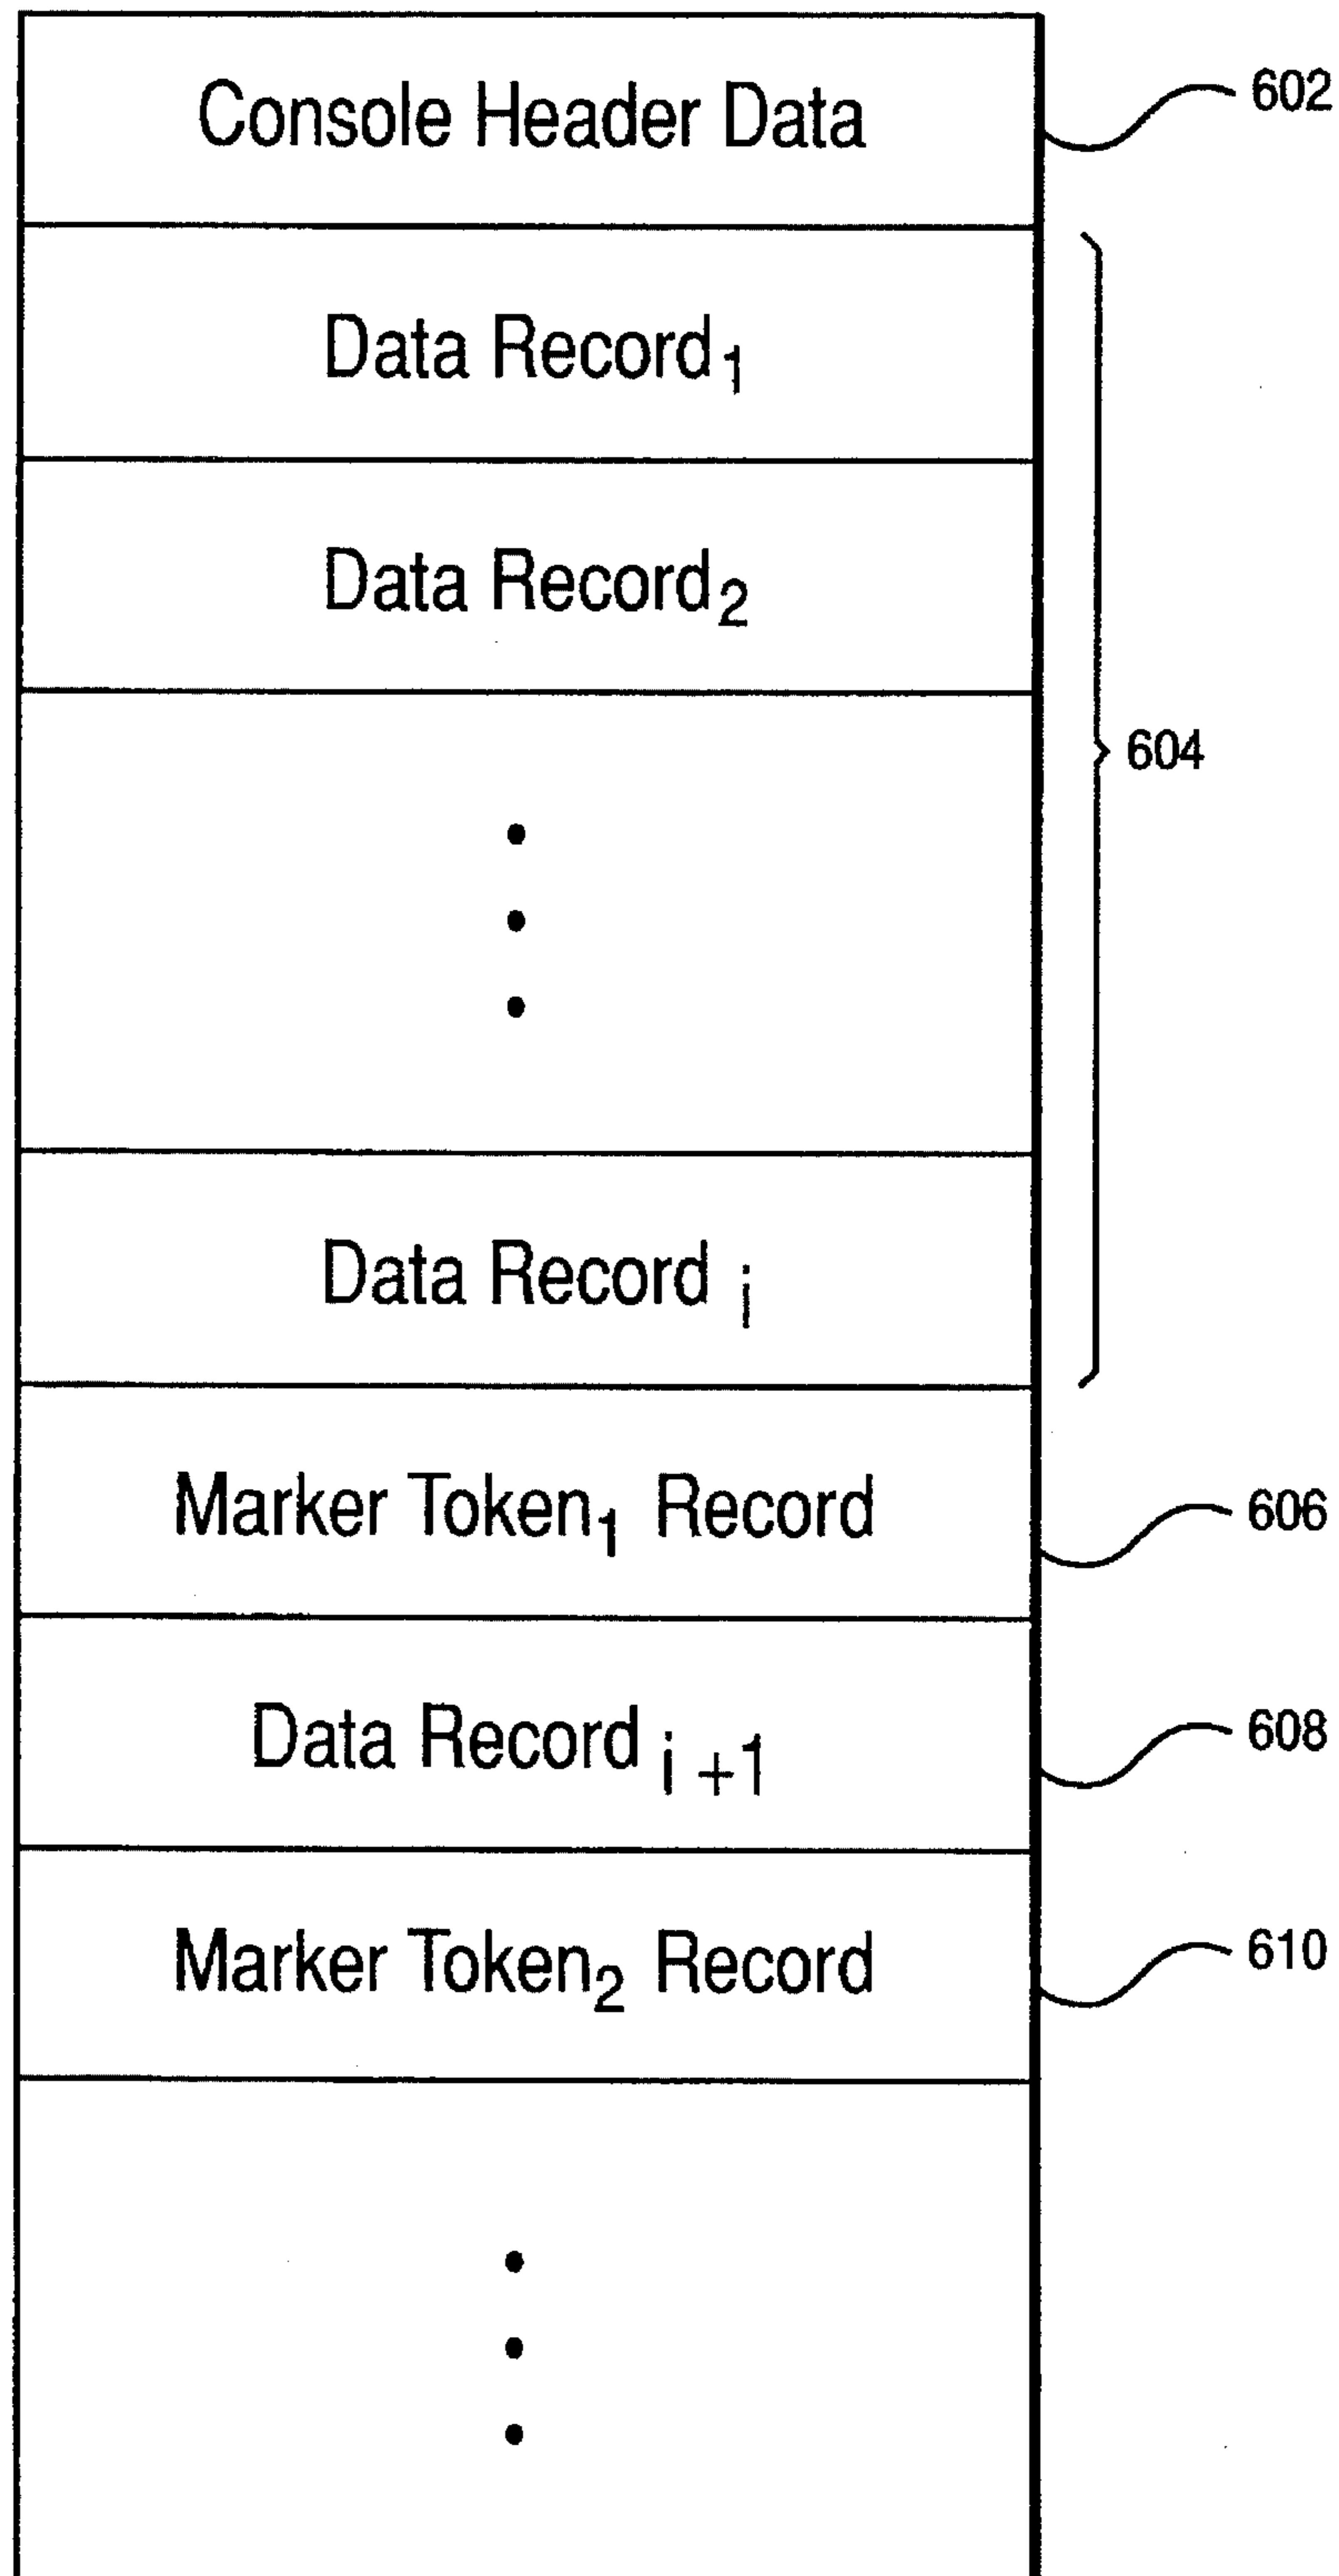 Console Header Data
602
Data Record₁
Data Record₂
604
Data Record i
Marker Token₁ Record
606
Data Record i +1
608
Marker Token₂ Record
610